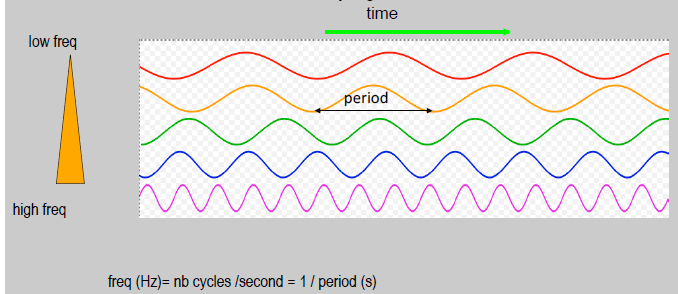 time
low freq
period
high freq
freq (Hz)= nb cycles /second = 1 / period (s)